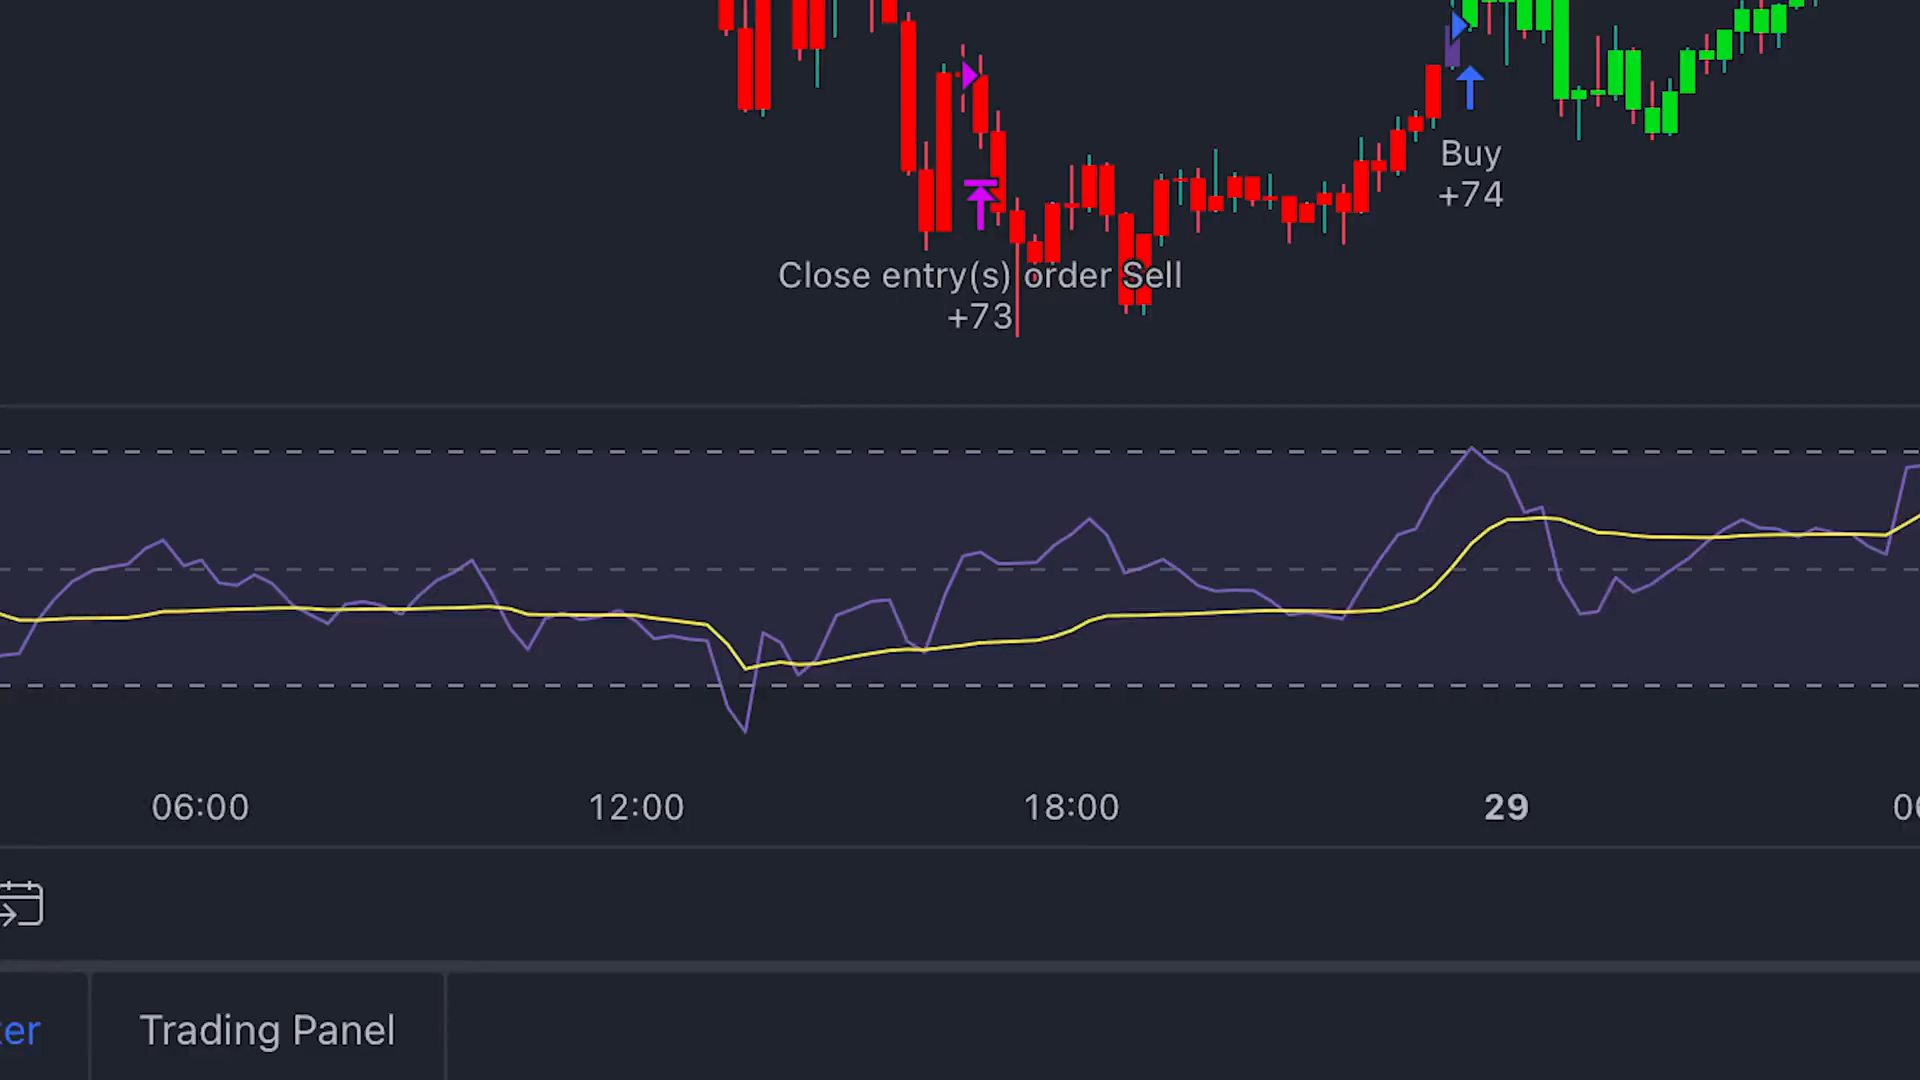 Buy
+74
Close entry(s) order Sell
+73
06:00
12:00
18:00
29
Trading Panel